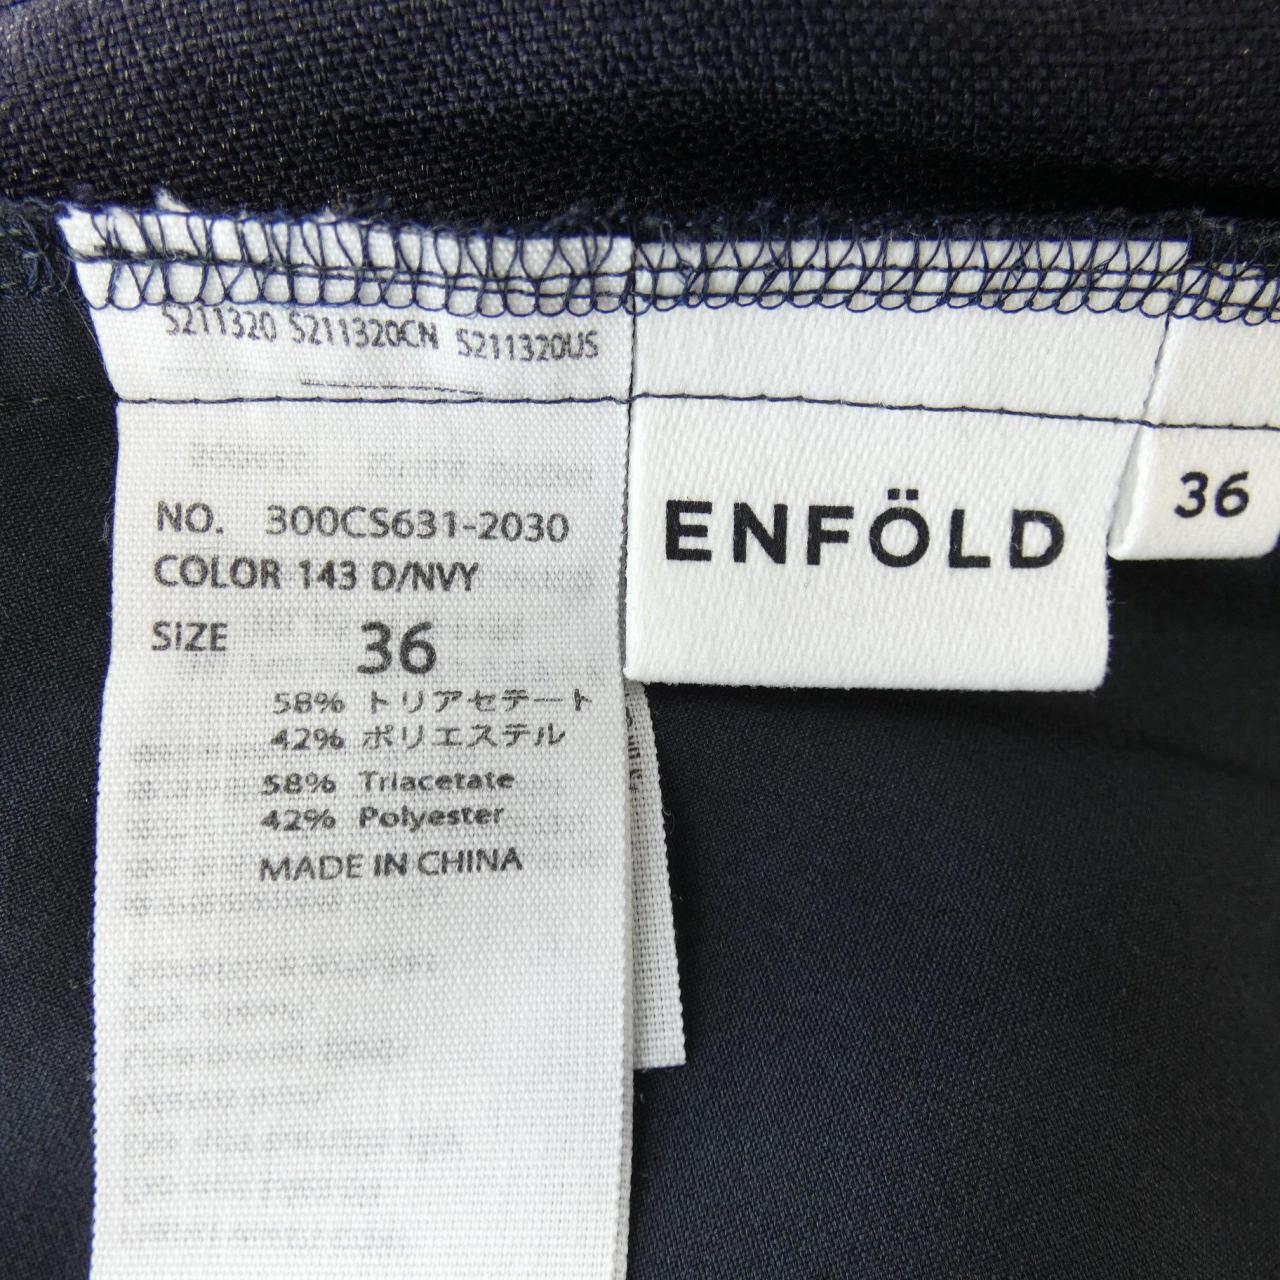 S211320 S211320CN S211320US
NO. 300CS631-2030
COLOR 143 D/NVY
SIZE 36
58% トリアセテート
42% ポリエステル
58% Triacetate
42% Polyester
MADE IN CHINA
ENFÖLD
36